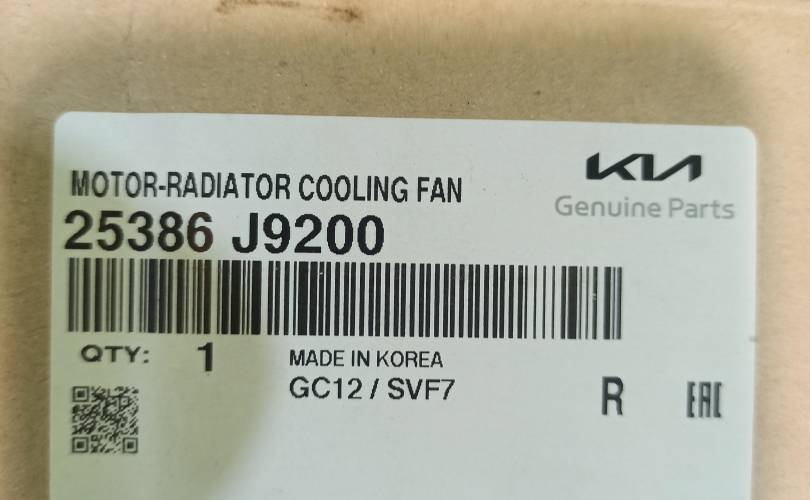 MOTOR-RADIATOR COOLING FAN
KIA
Genuine Parts
25386 J9200
QTY: 1
MADE IN KOREA
GC12 / SVF7
R
EAC